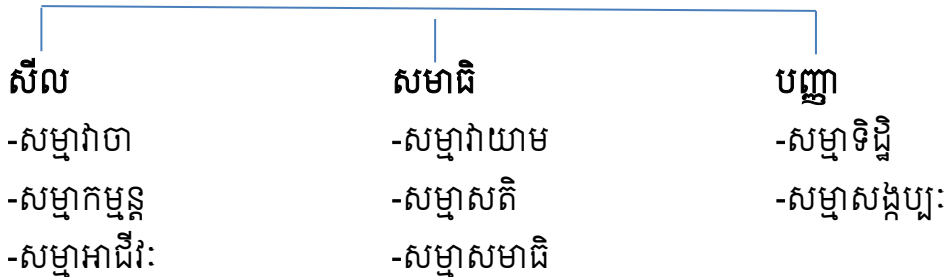 សីល សមាធិ បញ្ញា
-សម្មាវាចា -សម្មាវាយាម -សម្មាទិដ្ឋិ
-សម្មាកម្មន្ត -សម្មាសតិ -សម្មាសង្កប្បៈ
-សម្មាអាជីវៈ -សម្មាសមាធិ